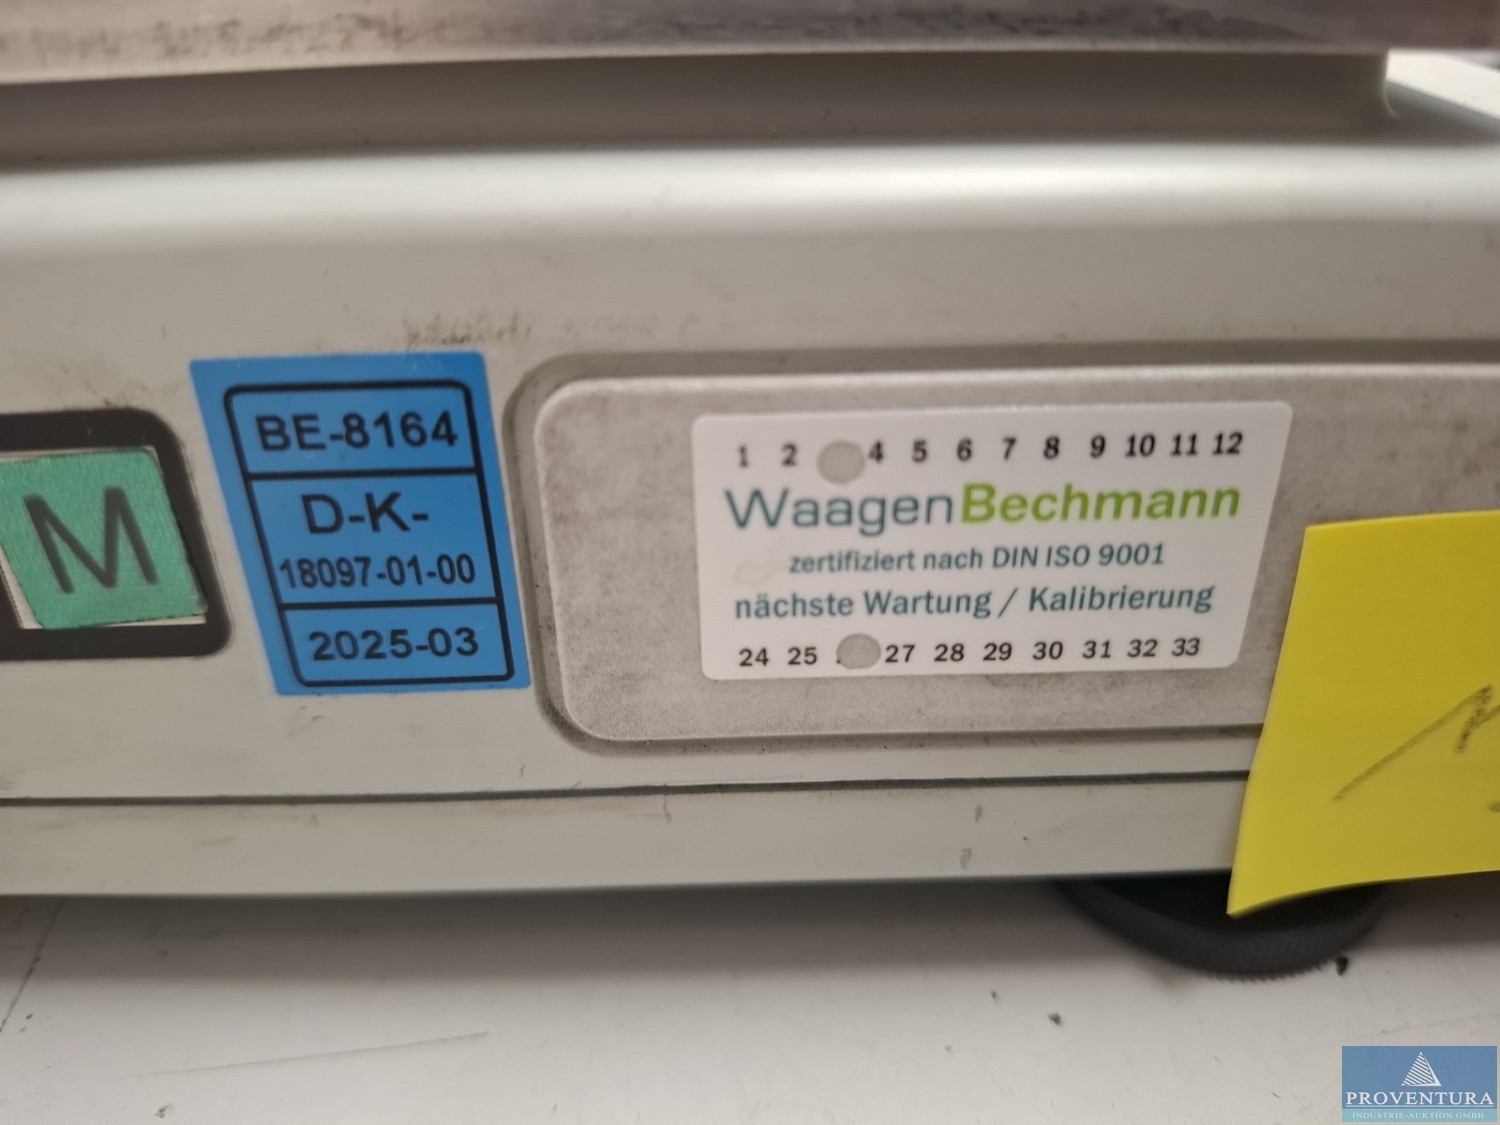 M
BE-8164
D-K-
18097-01-00
2025-03
1 2 4 5 6 7 8 9 10 11 12
WaagenBechmann
zertifiziert nach DIN ISO 9001
nächste Wartung / Kalibrierung
24 25 27 28 29 30 31 32 33
PROVENTURA
INDUSTRIE-AUKTION GMBH